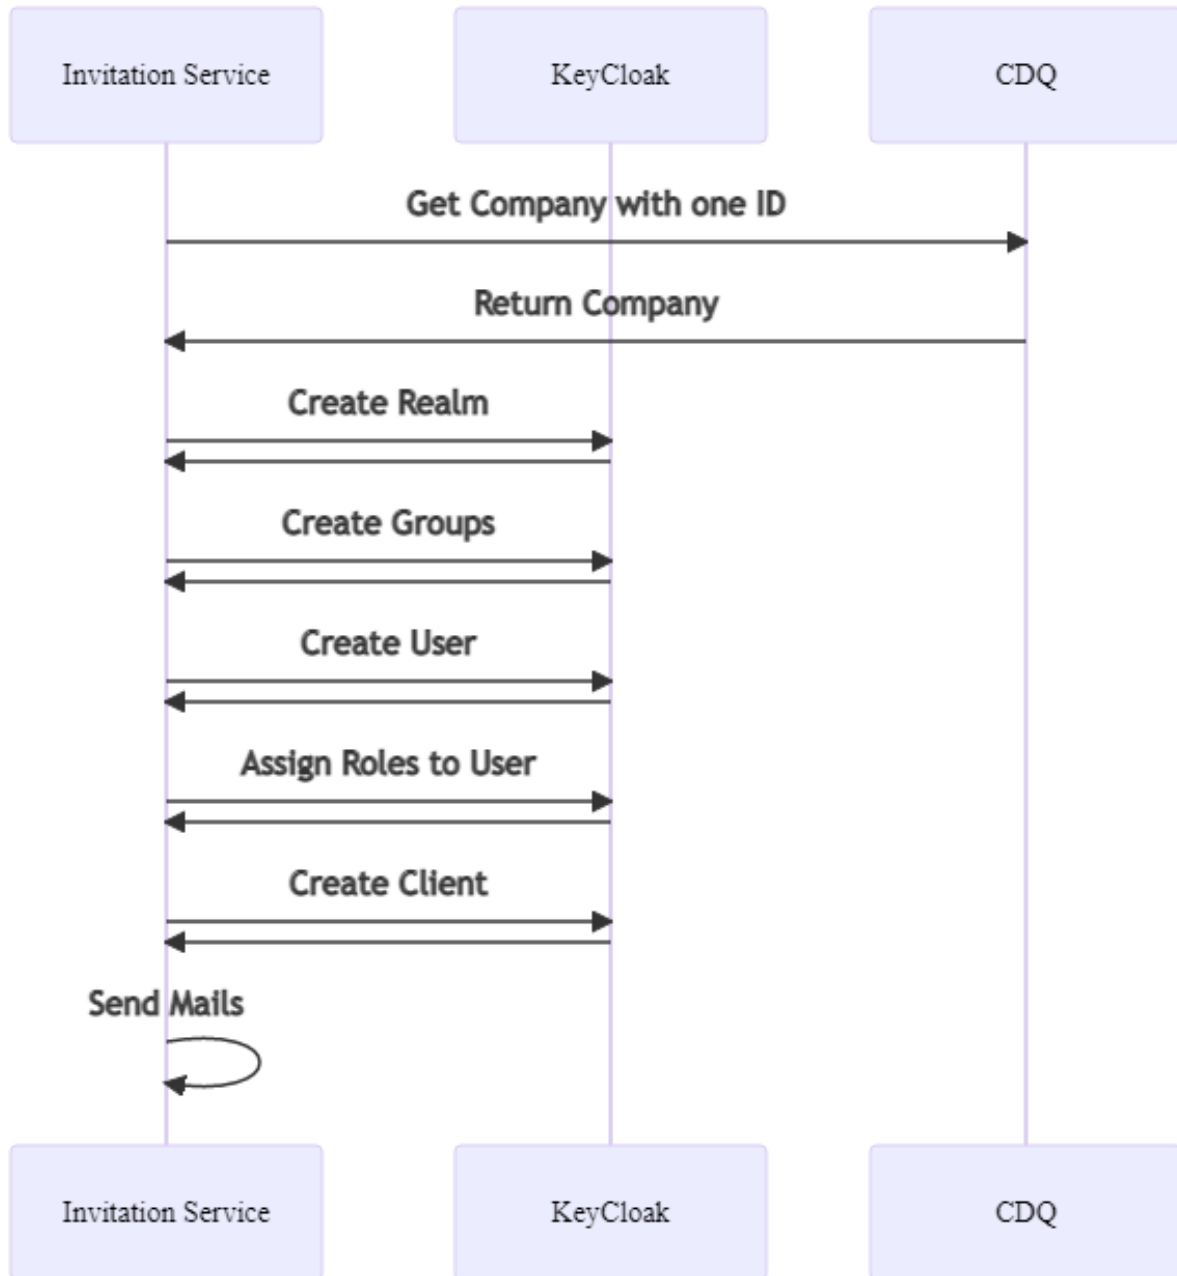 Invitation Service
KeyCloak
CDQ
Get Company with one ID
Return Company
Create Realm
Create Groups
Create User
Assign Roles to User
Create Client
Send Mails
Invitation Service
KeyCloak
CDQ